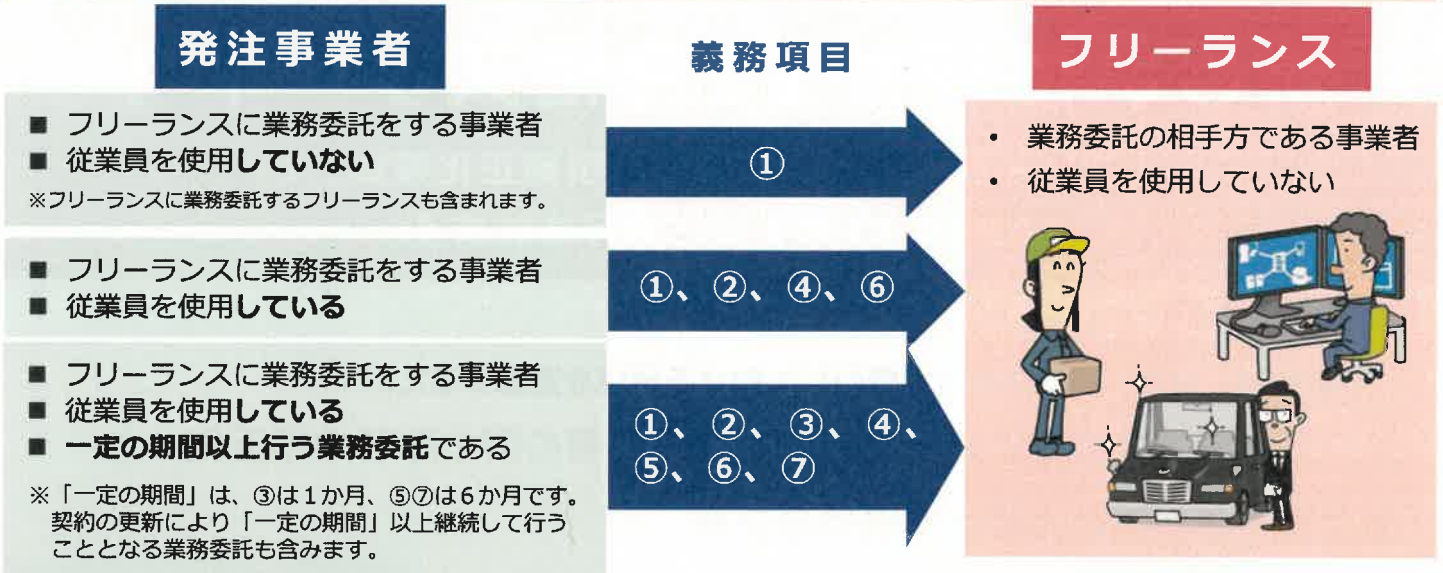 発注事業者
義務項目
フリーランス
■ フリーランスに業務委託をする事業者
■ 従業員を使用していない
※フリーランスに業務委託するフリーランスも含まれます。
①
・ 業務委託の相手方である事業者
・ 従業員を使用していない
■ フリーランスに業務委託をする事業者
■ 従業員を使用している
①、②、④、⑥
■ フリーランスに業務委託をする事業者
■ 従業員を使用している
■ 一定の期間以上行う業務委託である
※「一定の期間」は、③は1か月、⑤⑦は6か月です。
契約の更新により「一定の期間」以上継続して行う
こととなる業務委託も含みます。
①、②、③、④、
⑤、⑥、⑦